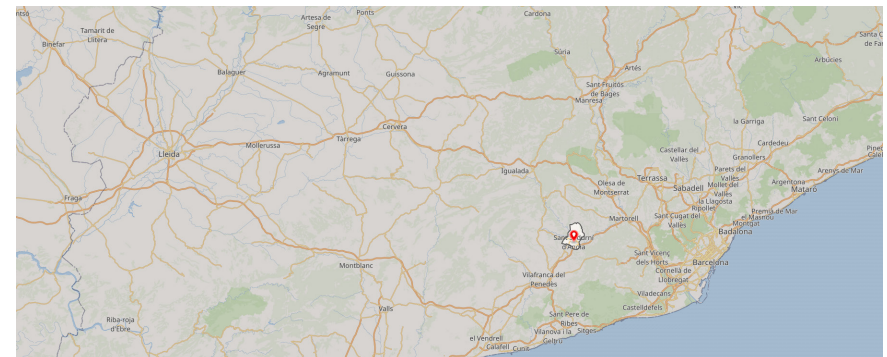 Ponts
Cardona
Artesa de
Segre
Tamarit de
Llitera
Binéfar
Súria
Artés
Arbúcies
Balaguer
Agramunt
Guissona
Sant Fruitós
de Bages
Manresa
Sant Celoni
la Garriga
Cervera
Tàrrega
Mollerussa
Lleida
Cardedeu
Castellar del
Vallès
Granollers
Igualada
Parets del
Vallès
Arenys de Mar
Terrassa
Olesa de
Montserrat
Sabadell
Mollet del
Vallès
Argentona
Mataró
la Llagosta
Ripollet
Fraga
Premià de Mar
el Masnou
Montgat
Martorell
Sant Cugat del
Vallès
Badalona
d'Anoia
Sant Vicenç
dels Horts
Barcelona
Montblanc
Cornellà de
Llobregat
Vilafranca del
Penedès
Viladecans
Castelldefels
Valls
Riba-roja
d'Ebre
Sant Pere de
Ribes
Sitges
Vilanova i la
Geltrú
el Vendrell
Calafell
Cunit